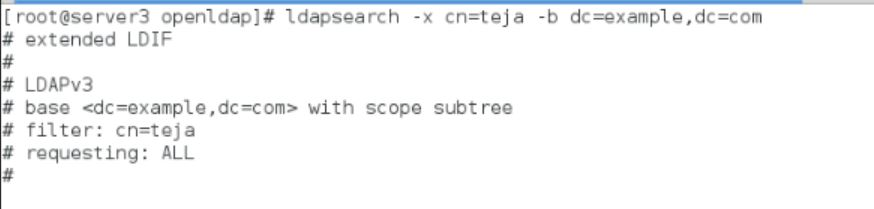 [root@server3 openldap]# ldapsearch -x cn=teja -b dc=example,dc=com
# extended LDIF
#
# LDAPv3
# base <dc=example,dc=com> with scope subtree
# filter: cn=teja
# requesting: ALL
#